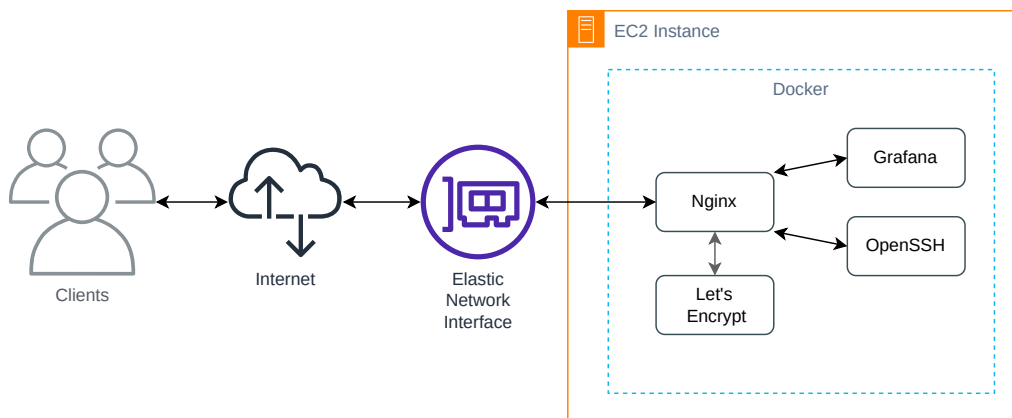 EC2 Instance
Docker
Grafana
Nginx
OpenSSH
Let's
Encrypt
Clients
Internet
Elastic
Network
Interface